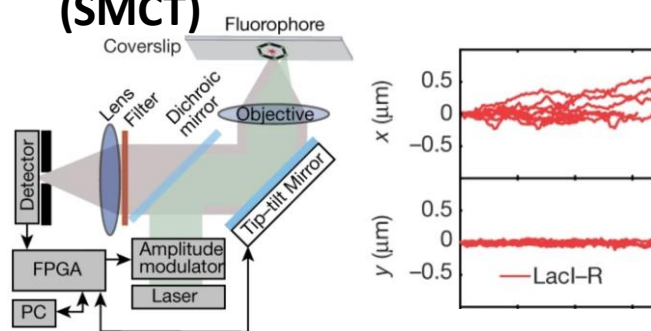 (SMCT)
Fluorophore
Coverslip
Dichroic
mirror
Lens
Filter
Objective
Detector
Tip–tilt Mirror
FPGA
Amplitude
modulator
Laser
PC
x (μm)
0.5
0
−0.5
y (μm)
0.5
0
−0.5
LacI–R